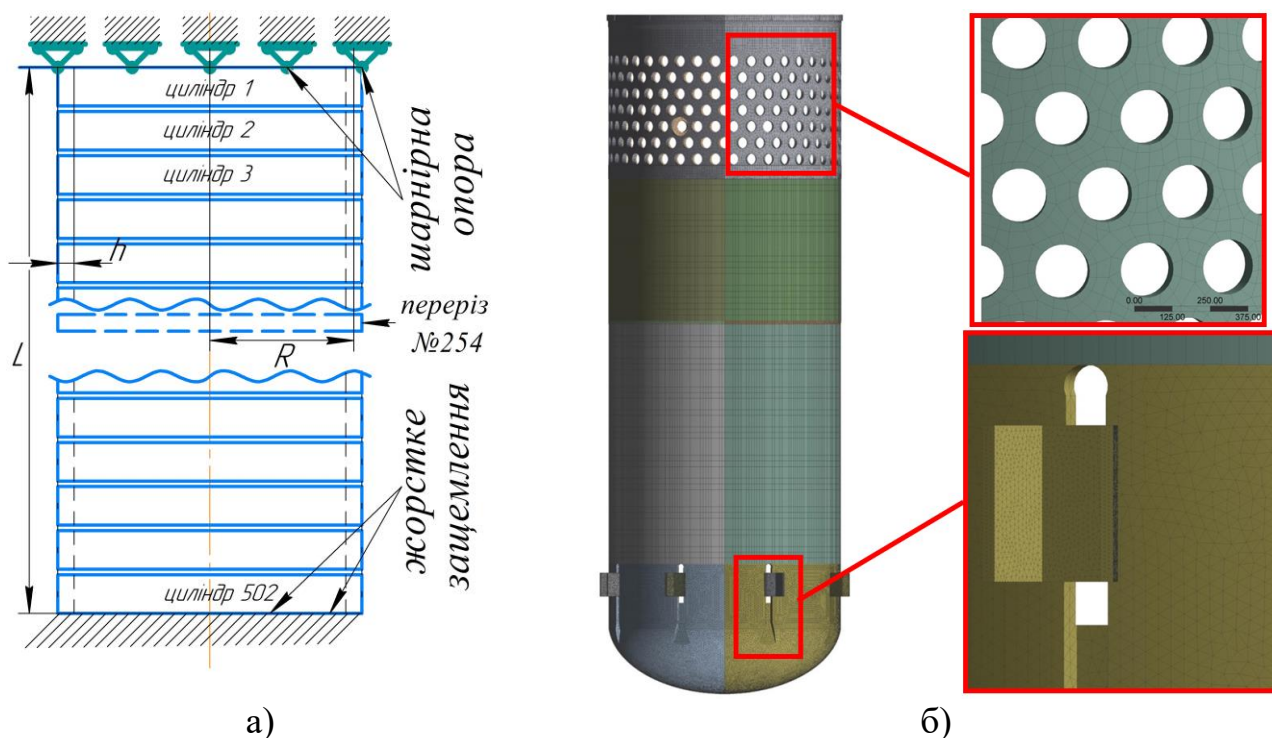 циліндр 1
циліндр 2
циліндр 3
шарнірна
опора
h
переріз
№254
L
R
жорстке
защемлення
циліндр 502
0.00
250.00
125.00
375.00
а)
б)